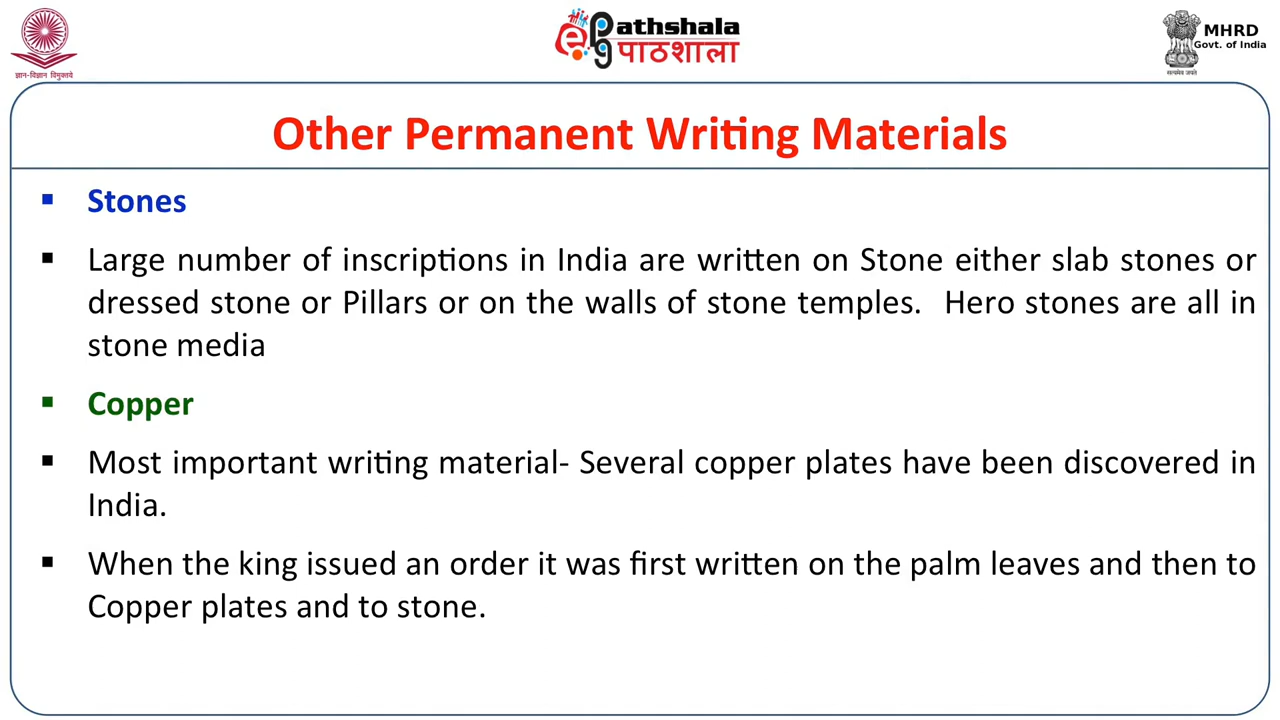 ज्ञान-विज्ञान विमुक्तये
ePathshala
पाठशाला
MHRD
Govt. of India
सत्यमेव जयते
Other Permanent Writing Materials
▪ Stones
▪ Large number of inscriptions in India are written on Stone either slab stones or
dressed stone or Pillars or on the walls of stone temples.  Hero stones are all in
stone media
▪ Copper
▪ Most important writing material- Several copper plates have been discovered in
India.
▪ When the king issued an order it was first written on the palm leaves and then to
Copper plates and to stone.